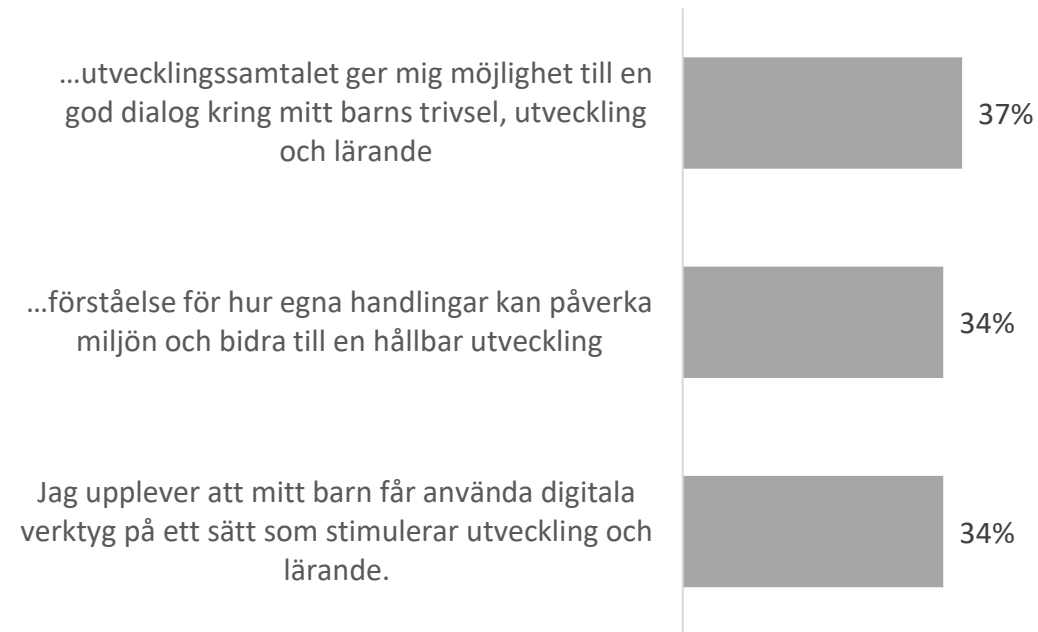 …utvecklingssamtalet ger mig möjlighet till en
god dialog kring mitt barns trivsel, utveckling
och lärande
37%
…förståelse för hur egna handlingar kan påverka
miljön och bidra till en hållbar utveckling
34%
Jag upplever att mitt barn får använda digitala
verktyg på ett sätt som stimulerar utveckling och
lärande.
34%